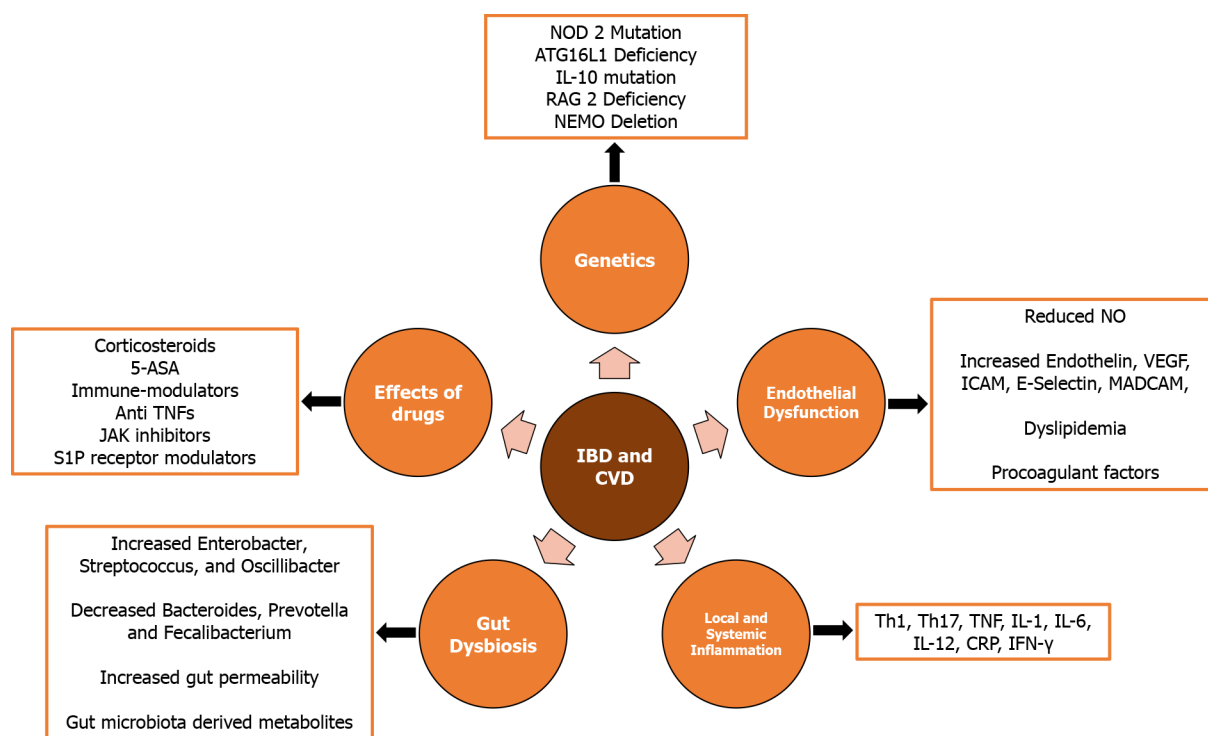 NOD 2 Mutation
ATG16L1 Deficiency
IL-10 mutation
RAG 2 Deficiency
NEMO Deletion
Genetics
Reduced NO
Increased Endothelin, VEGF,
ICAM, E-Selectin, MADCAM,
Dyslipidemia
Procoagulant factors
Endothelial
Dysfunction
Corticosteroids
5-ASA
Immune-modulators
Anti TNFs
JAK inhibitors
S1P receptor modulators
Effects of
drugs
IBD and
CVD
Increased Enterobacter,
Streptococcus, and Oscillibacter
Decreased Bacteroides, Prevotella
and Fecalibacterium
Increased gut permeability
Gut microbiota derived metabolites
Gut
Dysbiosis
Local and
Systemic
Inflammation
Th1, Th17, TNF, IL-1, IL-6,
IL-12, CRP, IFN-γ